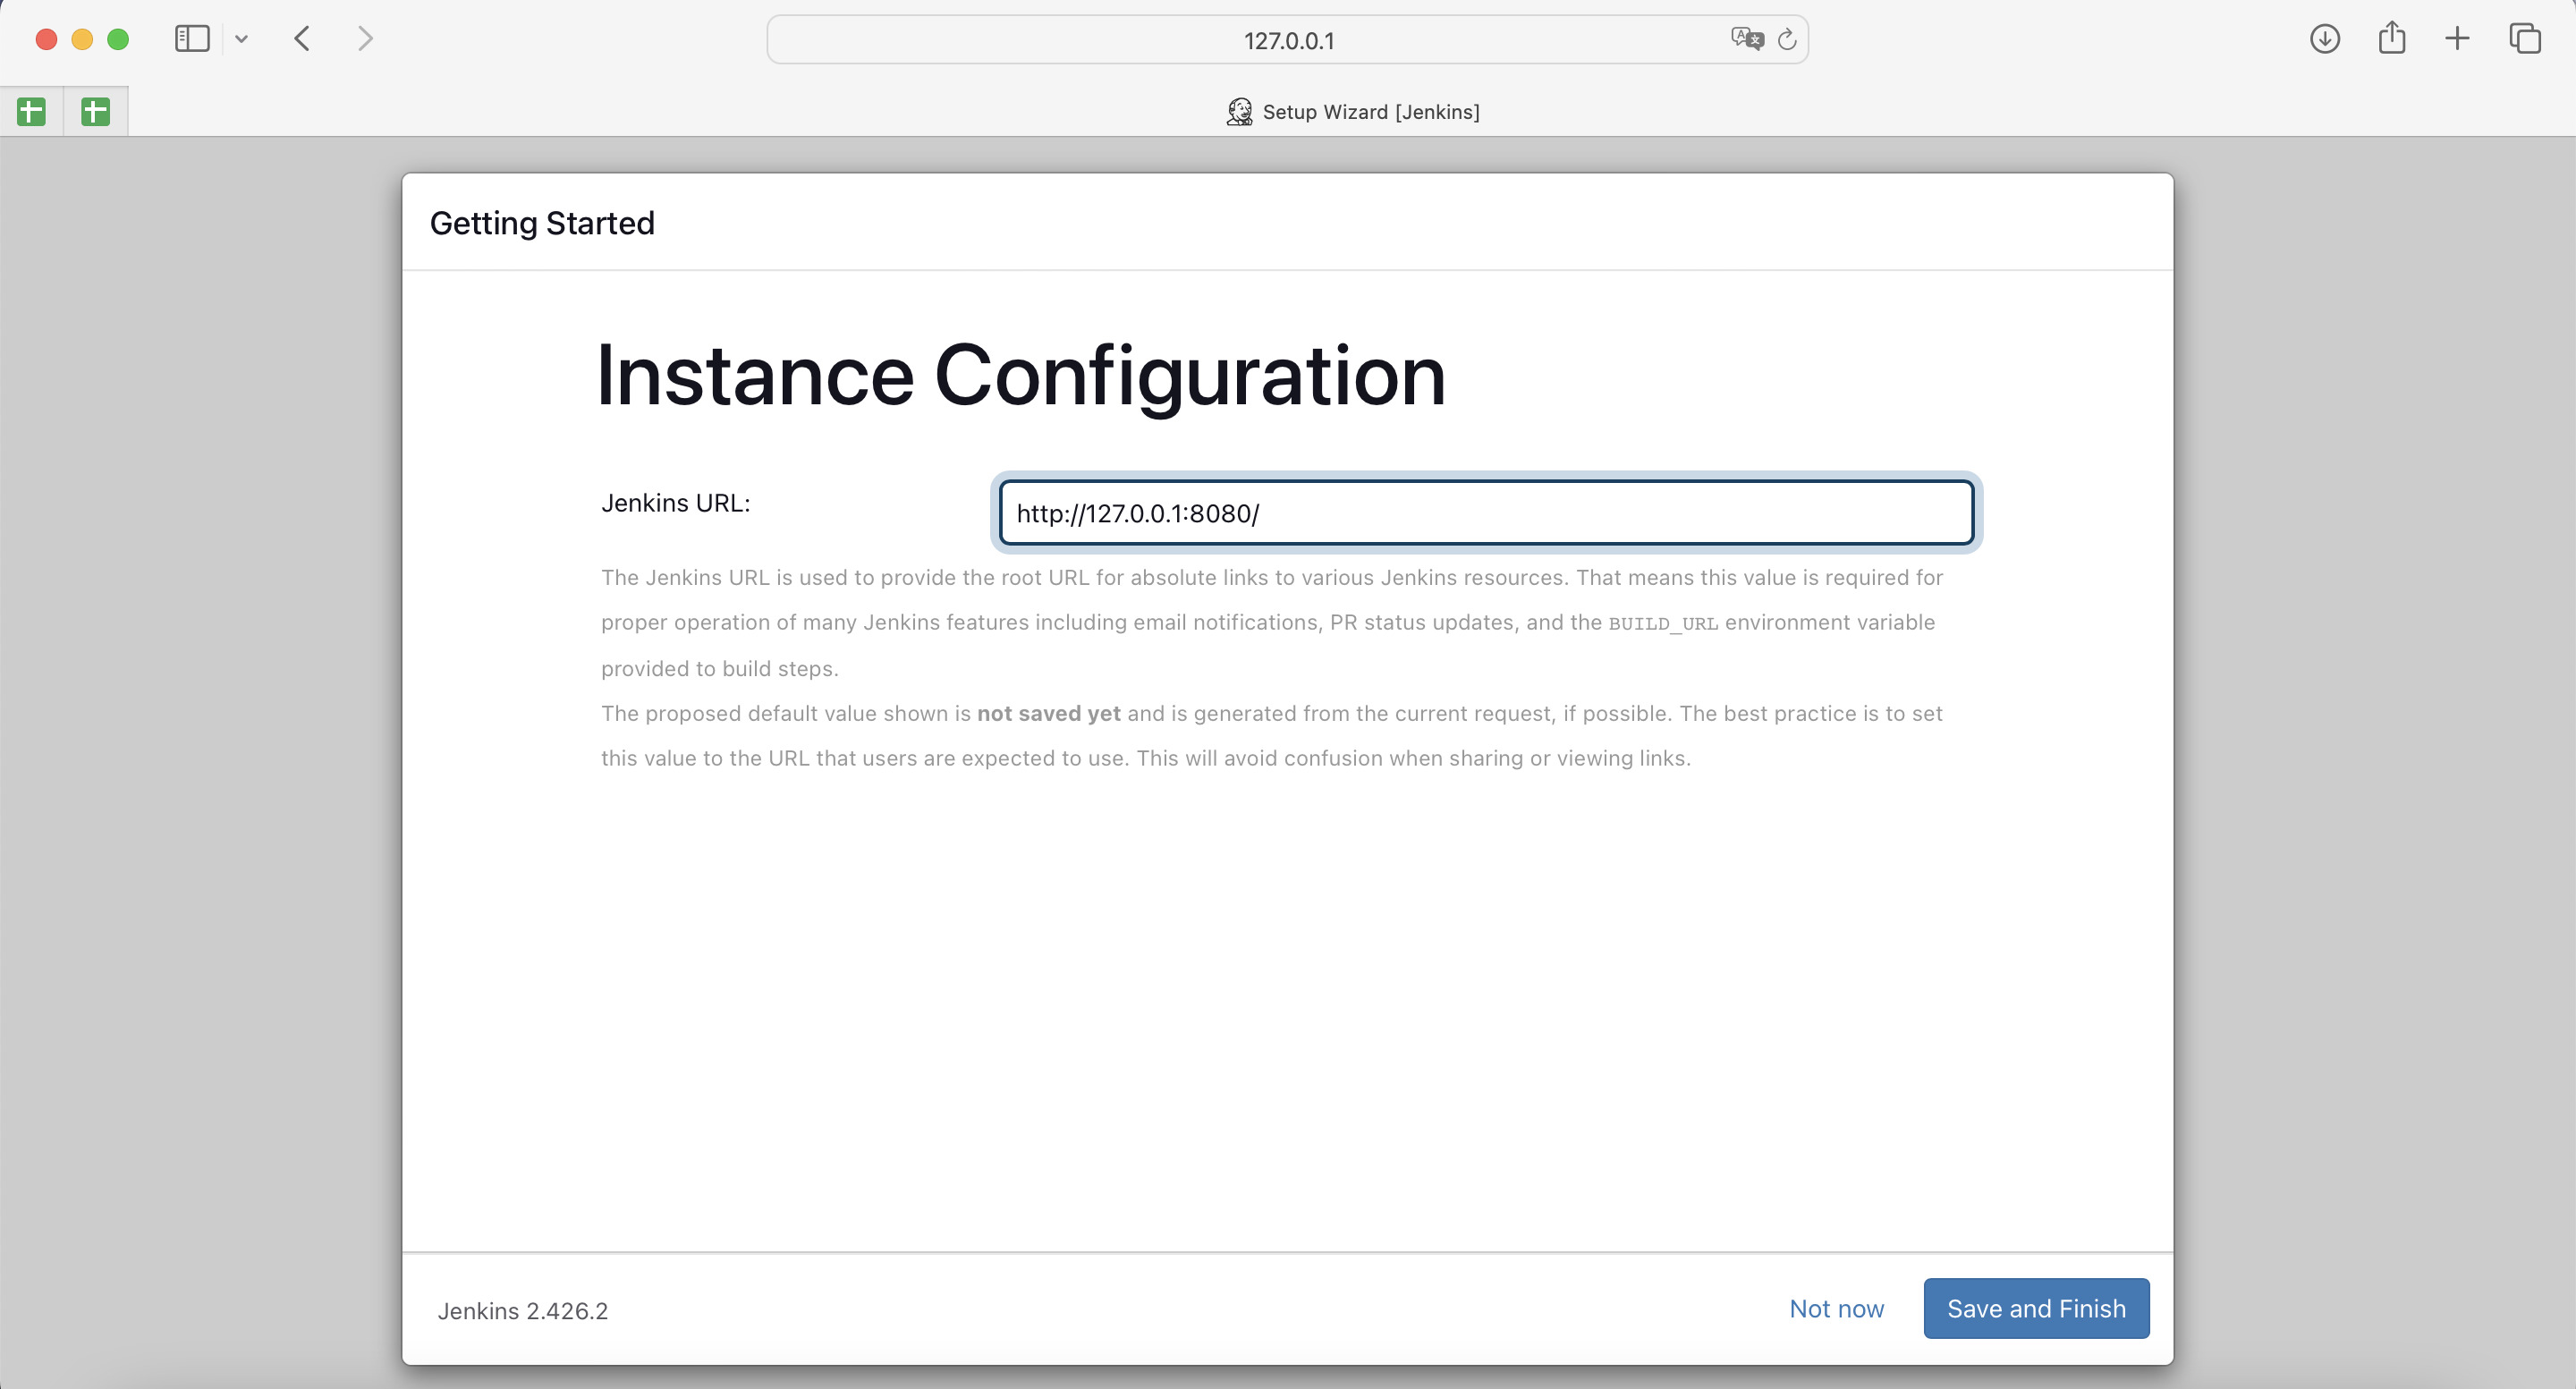 127.0.0.1
Setup Wizard [Jenkins]
Getting Started
Instance Configuration
Jenkins URL:
http://127.0.0.1:8080/
The Jenkins URL is used to provide the root URL for absolute links to various Jenkins resources. That means this value is required for
proper operation of many Jenkins features including email notifications, PR status updates, and the BUILD_URL environment variable
provided to build steps.
The proposed default value shown is not saved yet and is generated from the current request, if possible. The best practice is to set
this value to the URL that users are expected to use. This will avoid confusion when sharing or viewing links.
Jenkins 2.426.2
Not now
Save and Finish